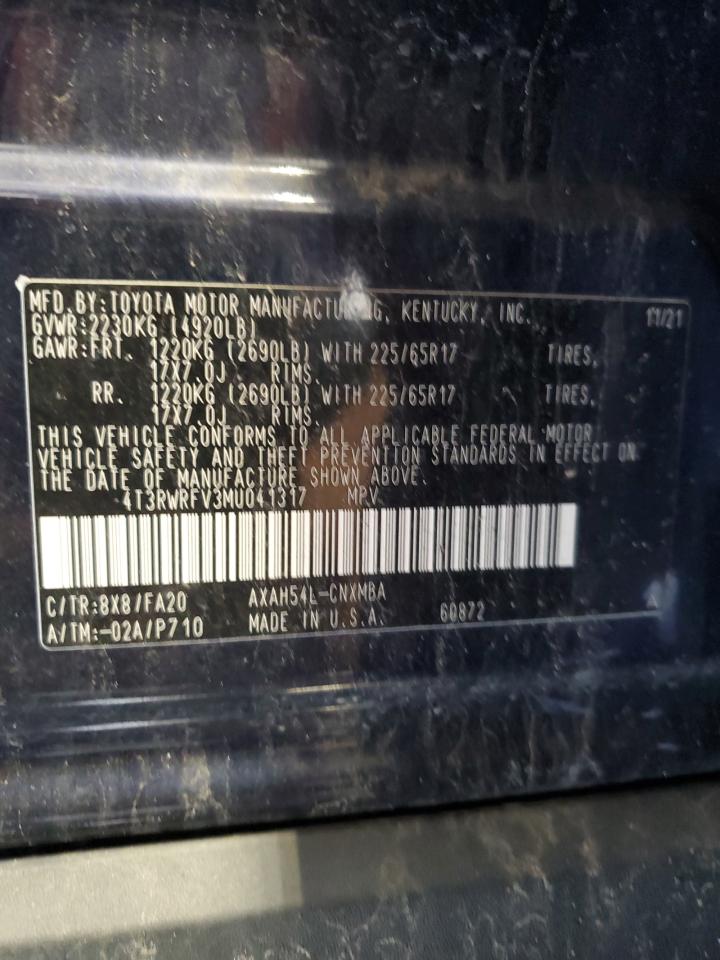 MFD.BY:TOYOTA MOTOR MANUFACTURING, KENTUCKY, INC. 11/21
GVWR:2230KG (4920LB)
GAWR:FRT. 1220KG (2690LB) WITH 225/65R17 TIRES,
17X7.0J RIMS.
RR. 1220KG (2690LB) WITH 225/65R17 TIRES,
17X7.0J RIMS.
THIS VEHICLE CONFORMS TO ALL APPLICABLE FEDERAL MOTOR
VEHICLE SAFETY AND THEFT PREVENTION STANDARDS IN EFFECT ON
THE DATE OF MANUFACTURE SHOWN ABOVE.
4T3RWRFV3MU041317 MPV
C/TR:8X8/FA20 AXAH54L-CNXMBA
A/TM:-02A/P710 MADE IN U.S.A. 60872